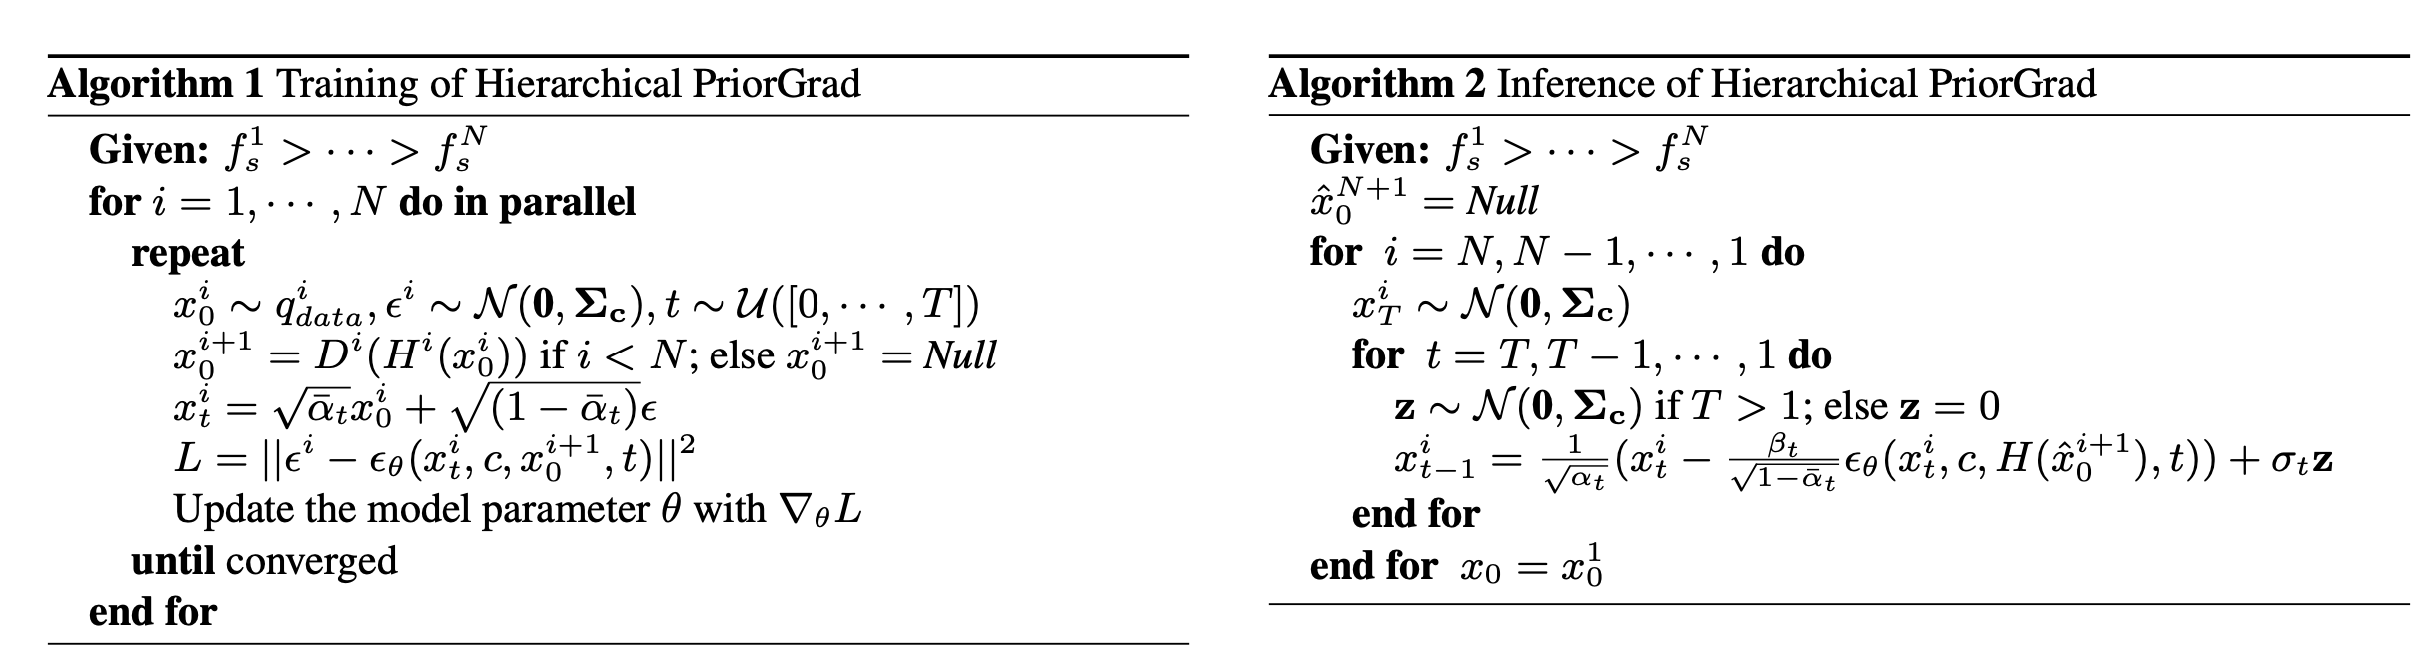 Algorithm 1 Training of Hierarchical PriorGrad
Given: $f_s^1 > \cdots > f_s^N$
for $i = 1, \cdots, N$ do in parallel
repeat
$x_0^i \sim q_{data}^i, \epsilon^i \sim \mathcal{N}(\mathbf{0}, \mathbf{\Sigma_c}), t \sim \mathcal{U}([0, \cdots, T])$
$x_0^{i+1} = D^i(H^i(x_0^i))$ if $i < N$; else $x_0^{i+1} = Null$
$x_t^i = \sqrt{\bar{\alpha}_t} x_0^i + \sqrt{(1 - \bar{\alpha}_t)} \epsilon$
$L = ||\epsilon^i - \epsilon_\theta(x_t^i, c, x_0^{i+1}, t)||^2$
Update the model parameter $\theta$ with $\nabla_\theta L$
until converged
end for
Algorithm 2 Inference of Hierarchical PriorGrad
Given: $f_s^1 > \cdots > f_s^N$
$\hat{x}_0^{N+1} = Null$
for $i = N, N - 1, \cdots, 1$ do
$x_T^i \sim \mathcal{N}(\mathbf{0}, \mathbf{\Sigma_c})$
for $t = T, T - 1, \cdots, 1$ do
$\mathbf{z} \sim \mathcal{N}(\mathbf{0}, \mathbf{\Sigma_c})$ if $T > 1$; else $\mathbf{z} = 0$
$x_{t-1}^i = \frac{1}{\sqrt{\alpha_t}}(x_t^i - \frac{\beta_t}{\sqrt{1-\bar{\alpha}_t}} \epsilon_\theta(x_t^i, c, H(\hat{x}_0^{i+1}), t)) + \sigma_t \mathbf{z}$
end for
end for $x_0 = x_0^1$